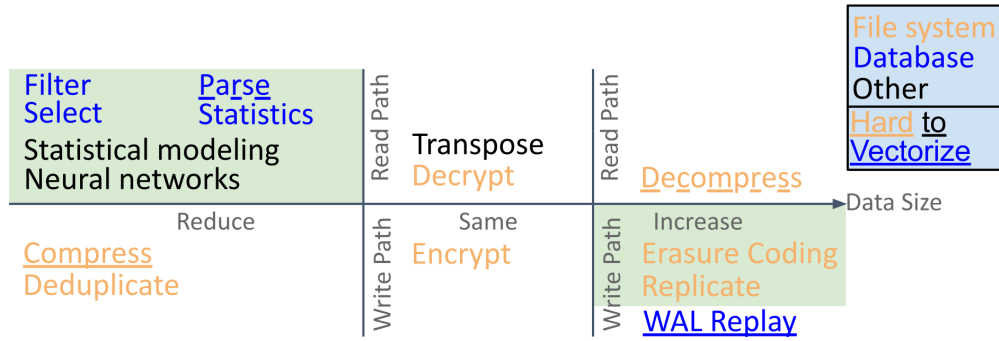 File system
Database
Other
Hard to
Vectorize
Filter Parse
Select Statistics
Statistical modeling
Neural networks
Read Path
Transpose
Decrypt
Read Path
Decompress
Data Size
Reduce
Same
Increase
Compress
Deduplicate
Write Path
Encrypt
Write Path
Erasure Coding
Replicate
WAL Replay